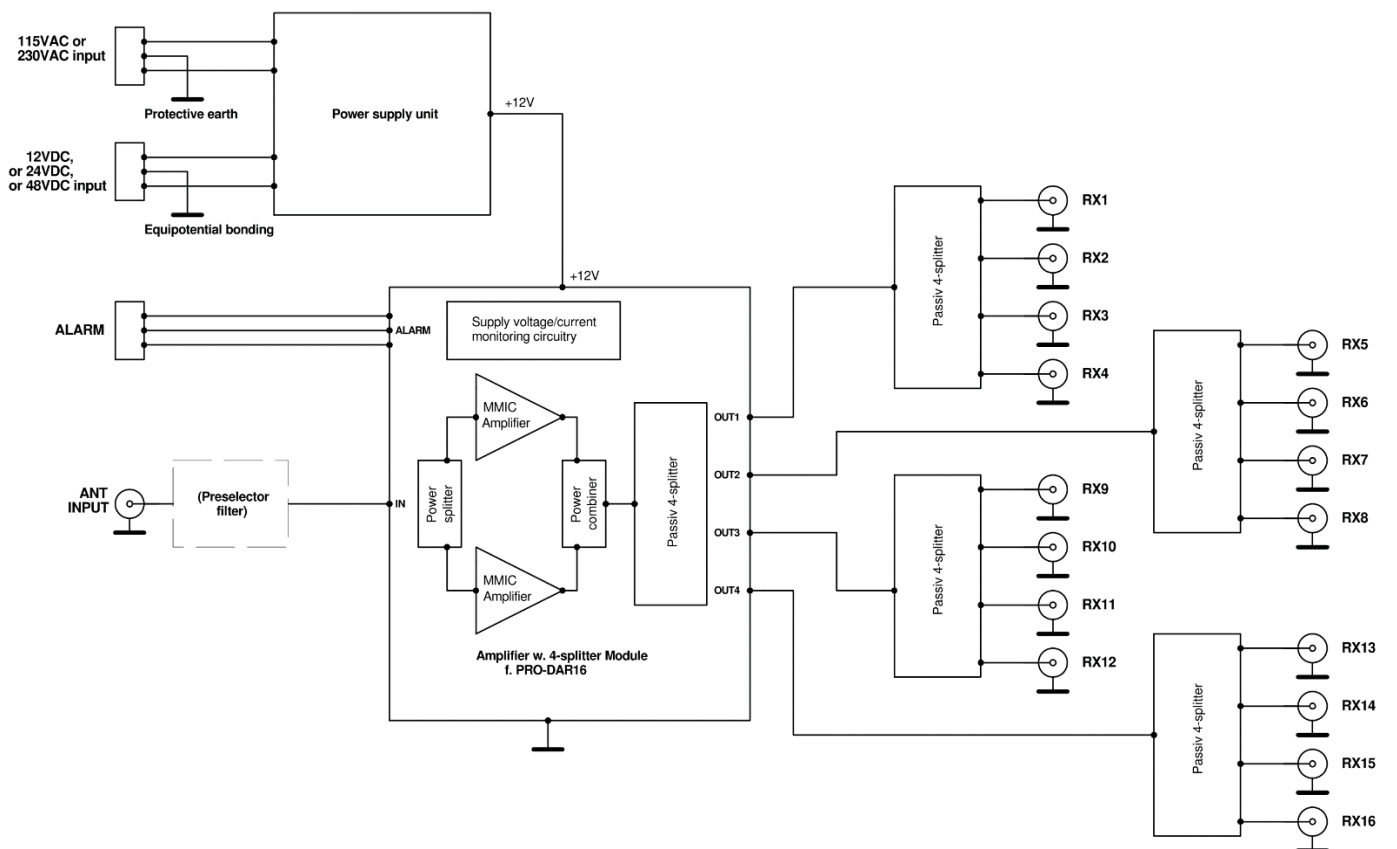 115VAC or
230VAC input
Protective earth
Power supply unit
+12V
12VDC,
or 24VDC,
or 48VDC input
Equipotential bonding
+12V
ALARM
ALARM
Supply voltage/current
monitoring circuitry
MMIC
Amplifier
Power
splitter
Power
combiner
Passiv 4-splitter
MMIC
Amplifier
ANT
INPUT
(Preselector
filter)
IN
OUT1
OUT2
OUT3
OUT4
Amplifier w. 4-splitter Module
f. PRO-DAR16
Passiv 4-splitter
RX1
RX2
RX3
RX4
Passiv 4-splitter
RX5
RX6
RX7
RX8
Passiv 4-splitter
RX9
RX10
RX11
RX12
Passiv 4-splitter
RX13
RX14
RX15
RX16